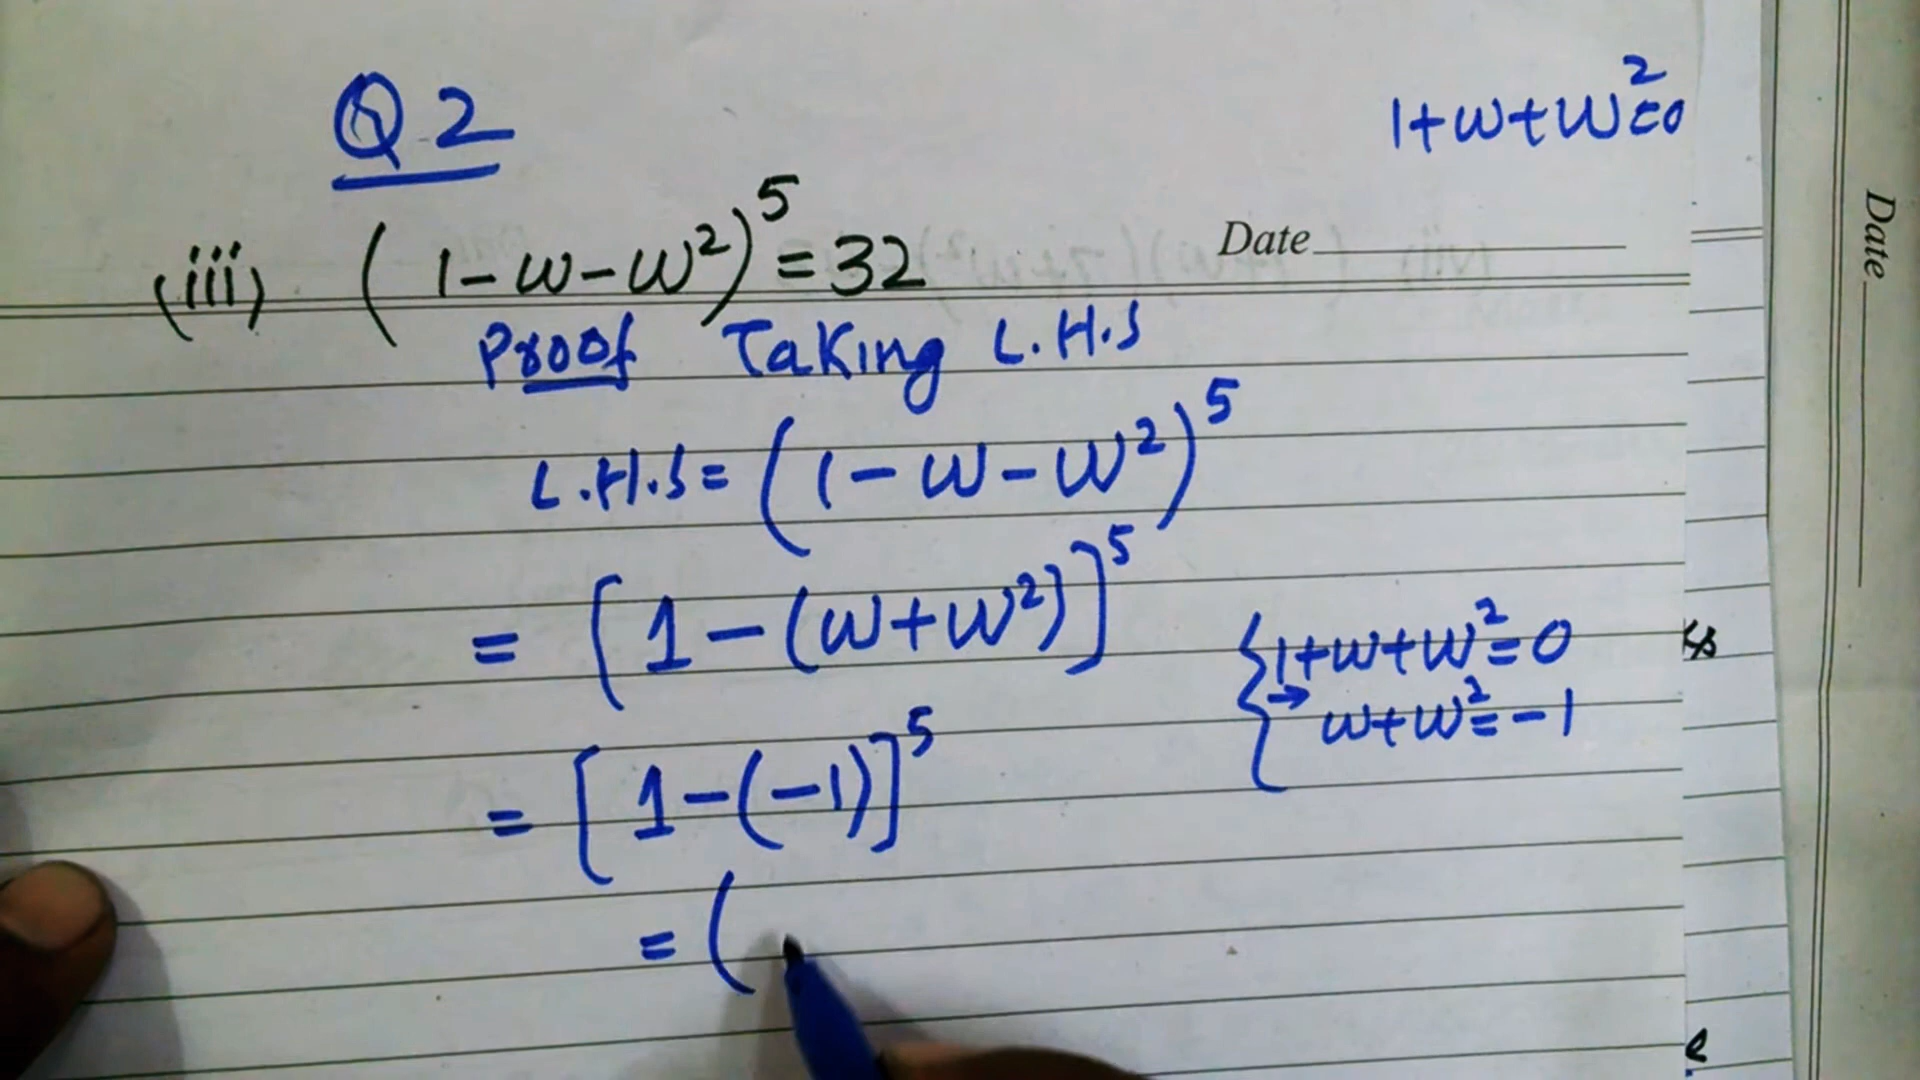 Q2
1+ω+ω²=0
(iii) (1-ω-ω²)⁵=32
Date
Date
Proof Taking L.H.S
L.H.S=(1-ω-ω²)⁵
=[1-(ω+ω²)]⁵
{1+ω+ω²=0
→ω+ω²=-1
=[1-(-1)]⁵
=(